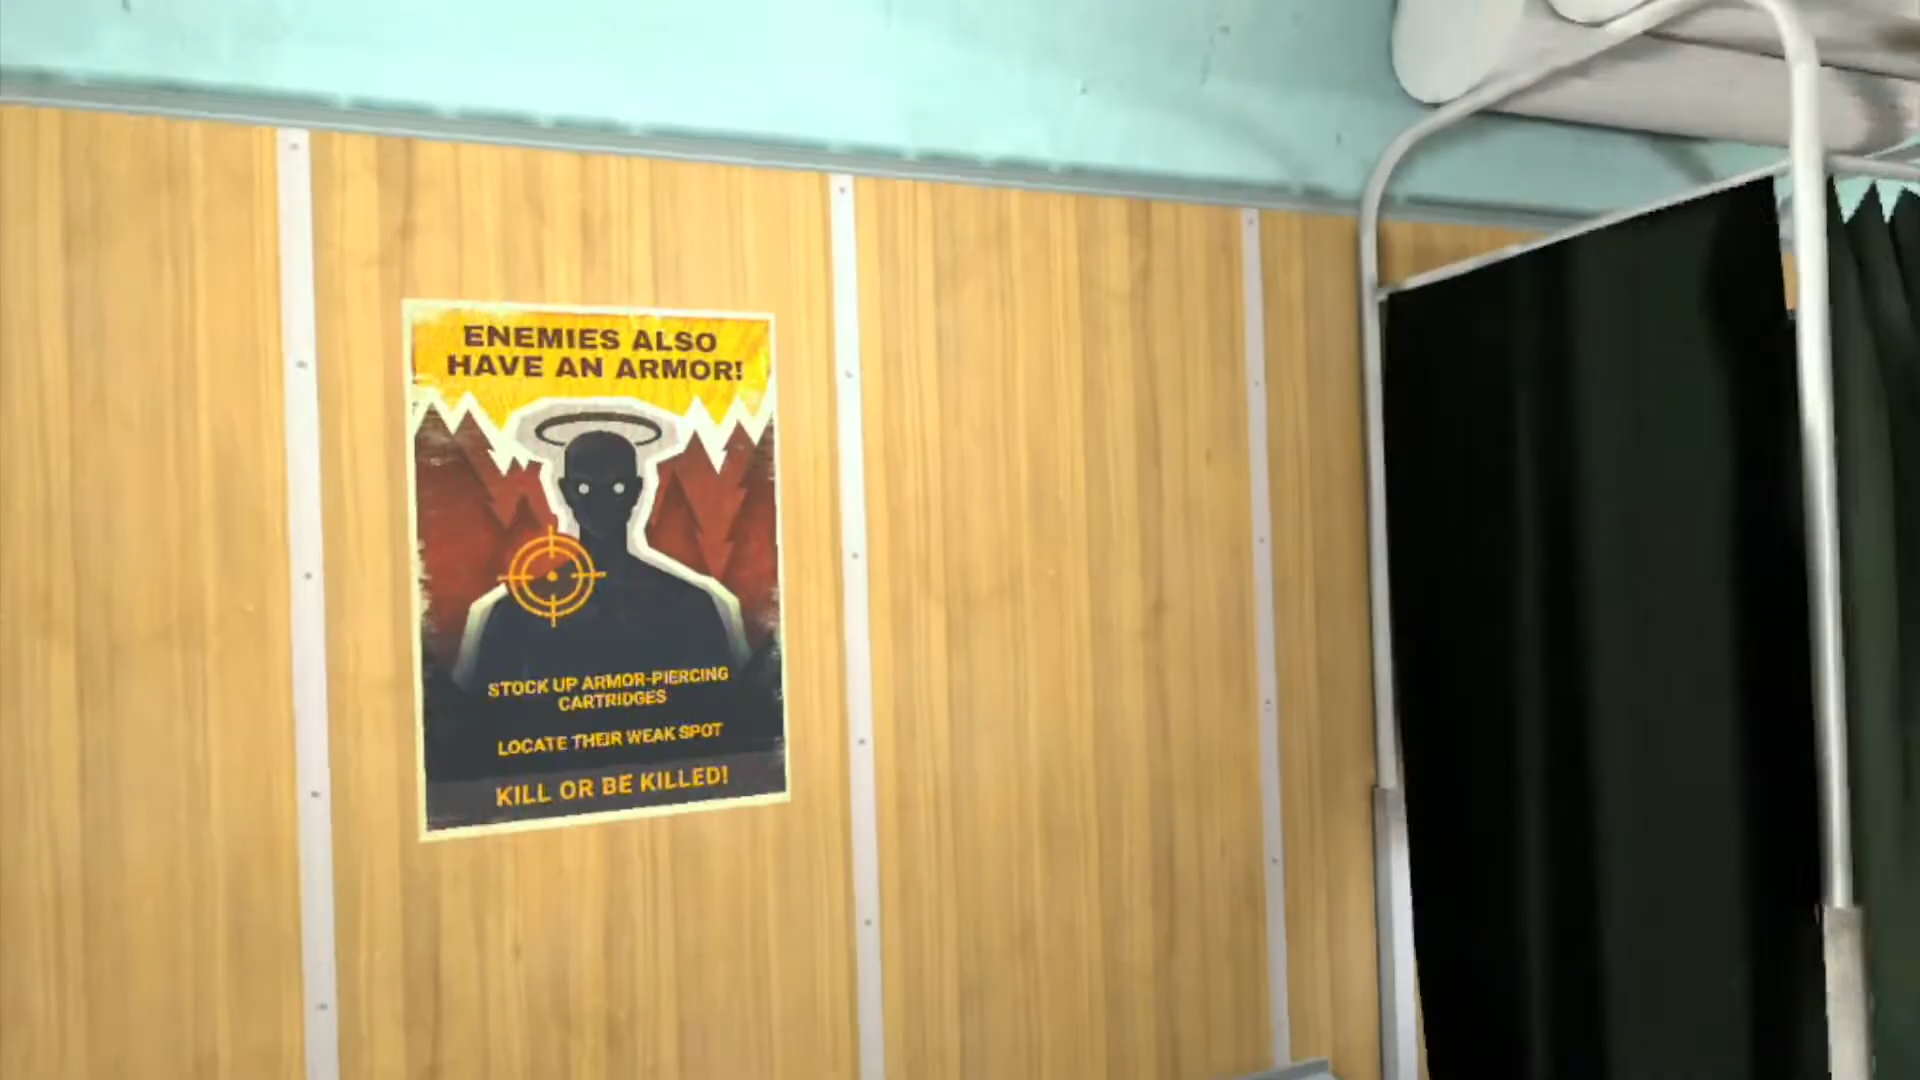 ENEMIES ALSO
HAVE AN ARMOR!
STOCK UP ARMOR-PIERCING
CARTRIDGES
LOCATE THEIR WEAK SPOT
KILL OR BE KILLED!